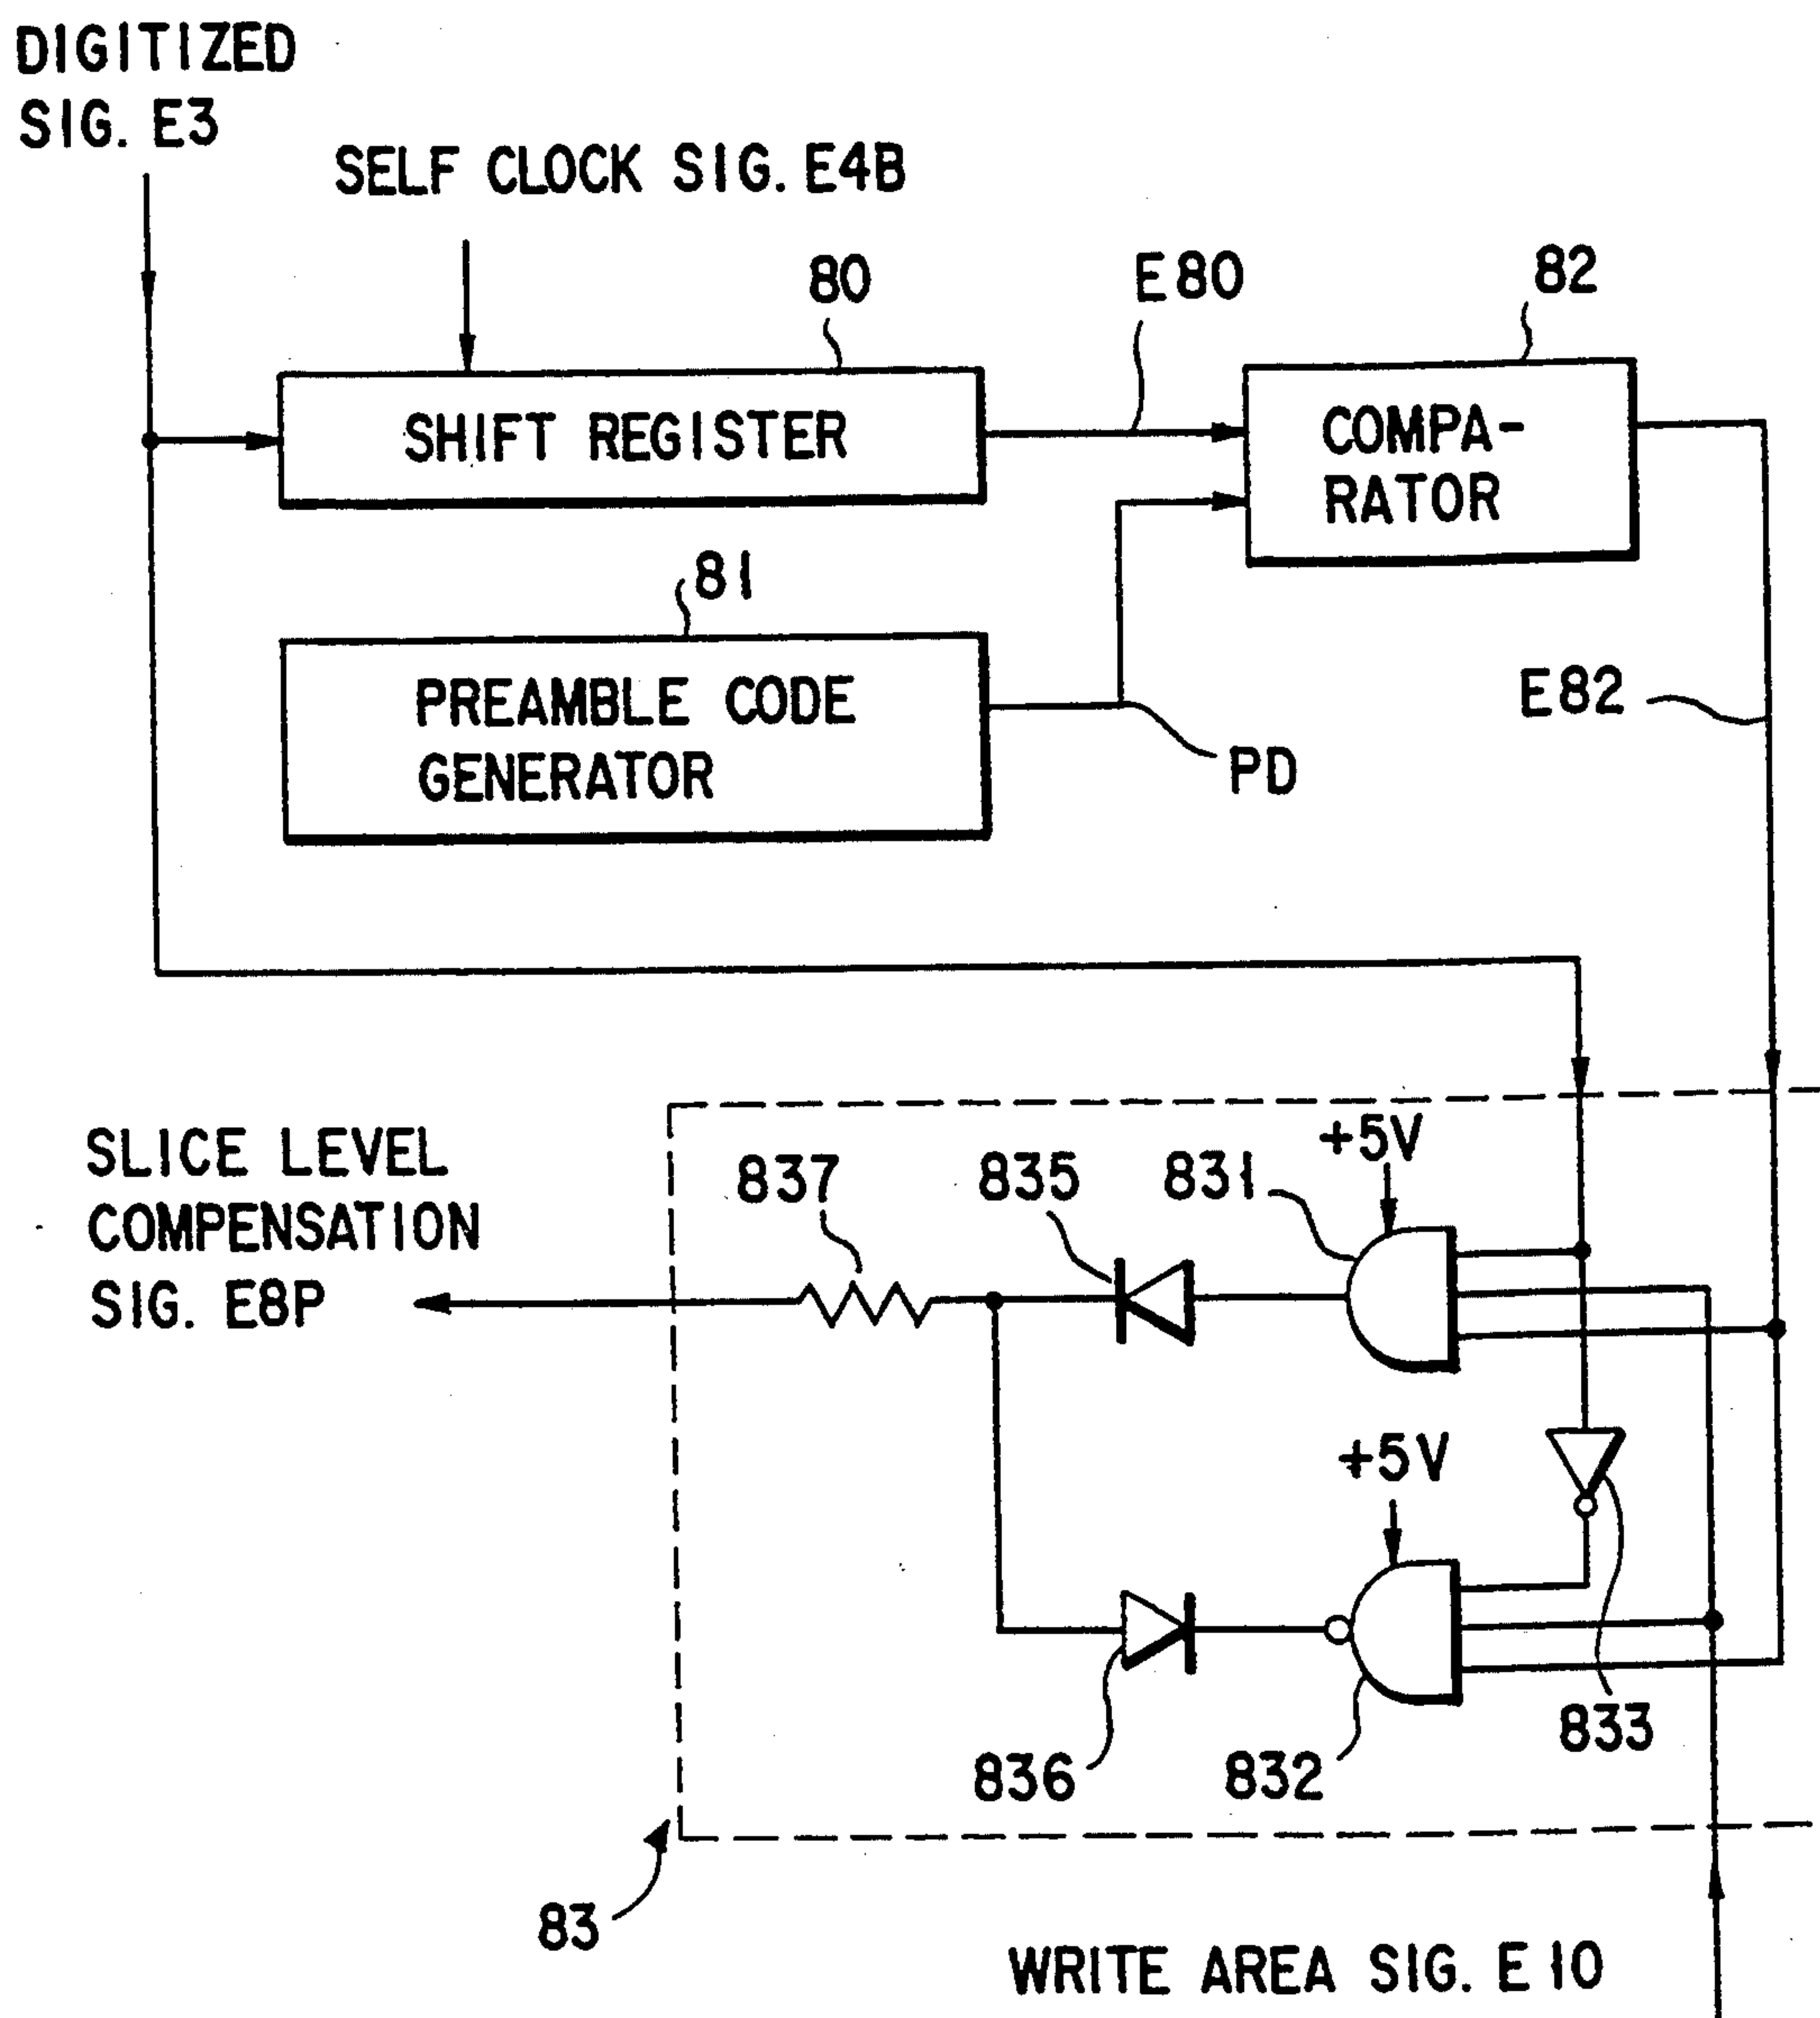 DIGITIZED
SIG. E3
SELF CLOCK SIG. E4B
80
E80
82
SHIFT REGISTER
COMPA-
RATOR
81
PREAMBLE CODE
GENERATOR
PD
E82
SLICE LEVEL
COMPENSATION
SIG. E8P
837
835
831
+5V
+5V
836
832
833
83
WRITE AREA SIG. E10